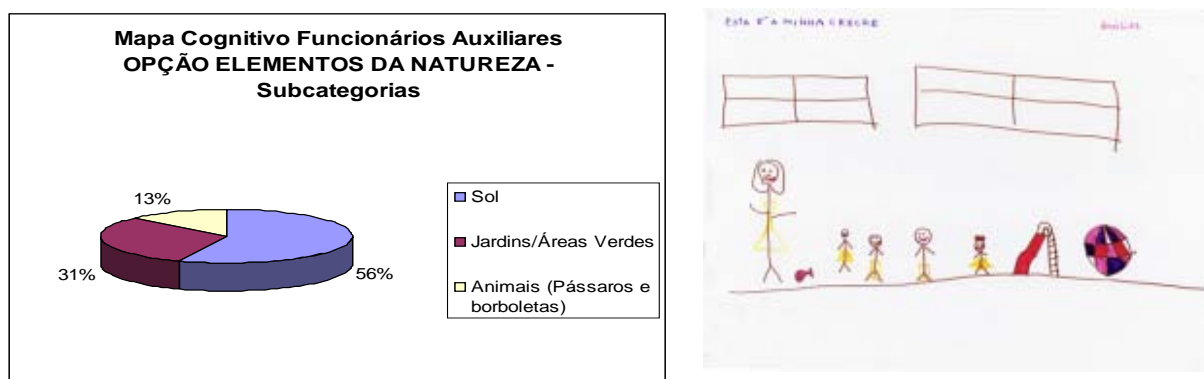 Mapa Cognitivo Funcionários Auxiliares
OPÇÃO ELEMENTOS DA NATUREZA -
Subcategorias
13%
31%
56%
Sol
Jardins/Áreas Verdes
Animais (Pássaros e
borboletas)
Esta E' a MINHA CRECHE